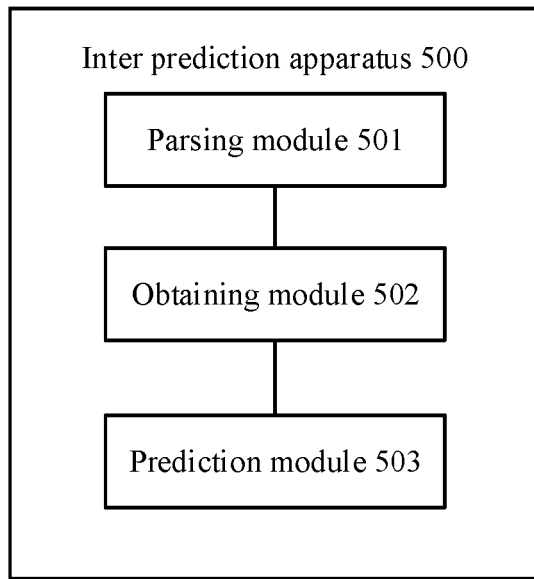 Inter prediction apparatus 500
Parsing module 501
Obtaining module 502
Prediction module 503